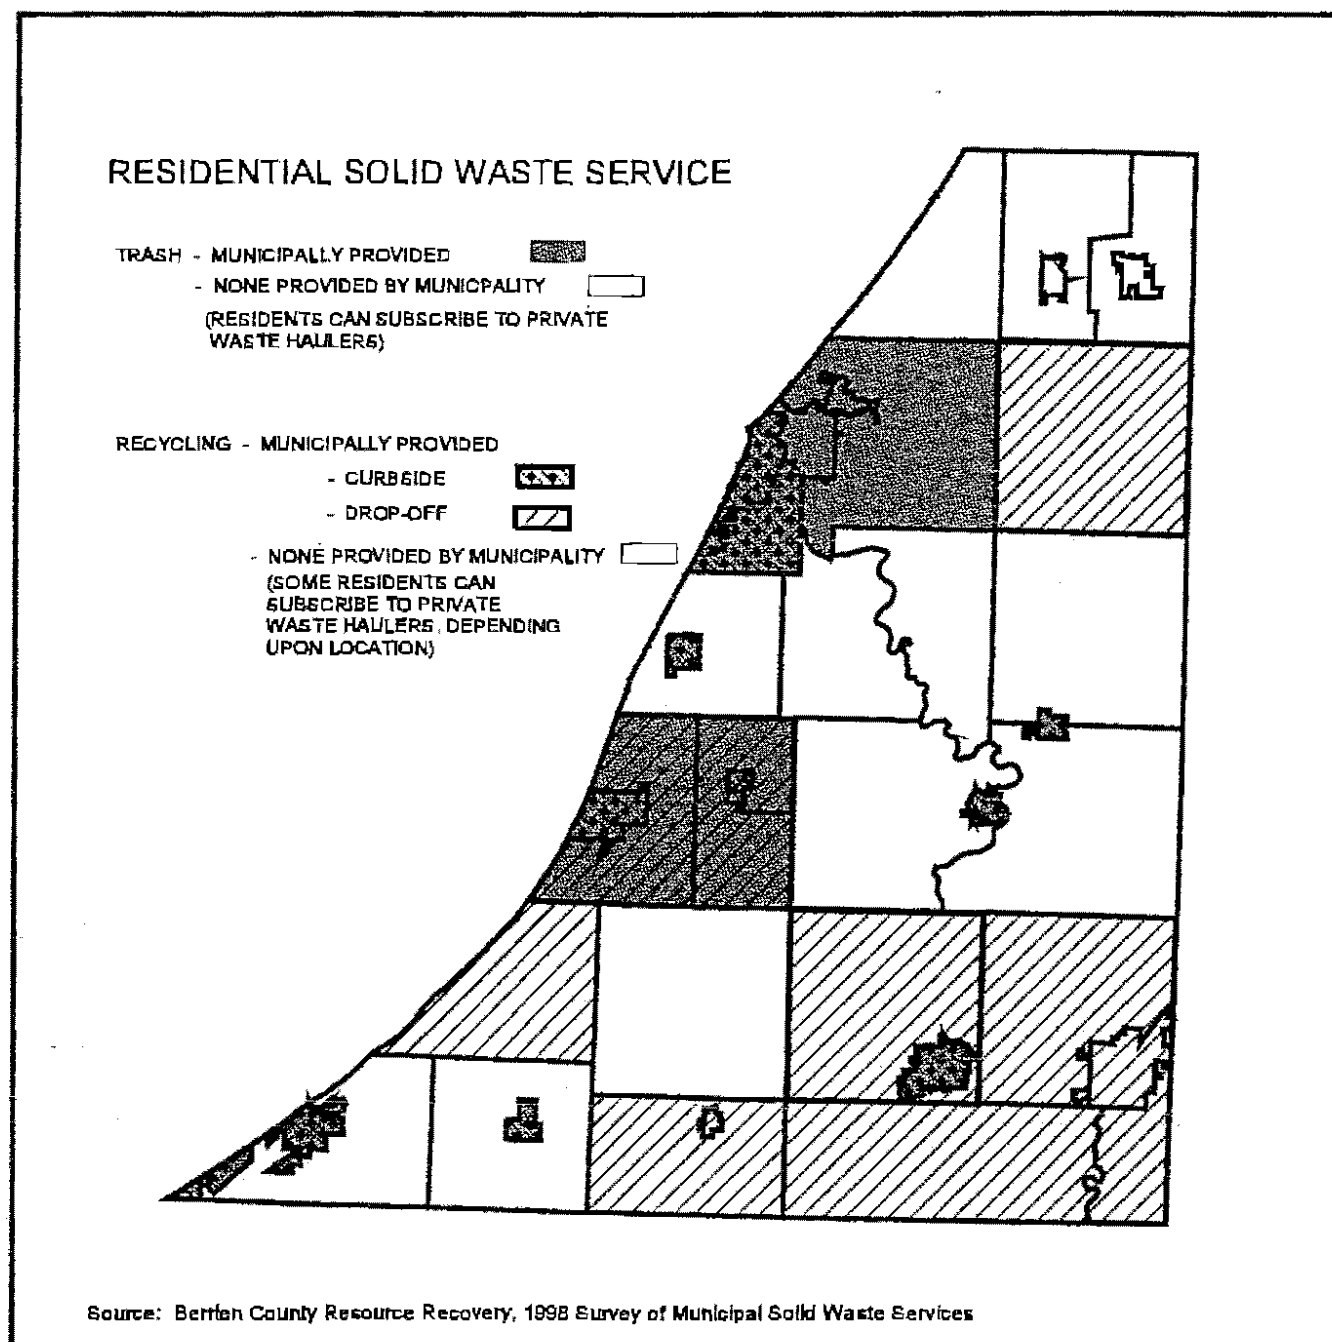 RESIDENTIAL SOLID WASTE SERVICE
TRASH - MUNICIPALLY PROVIDED
- NONE PROVIDED BY MUNICPALITY
(RESIDENTS CAN SUBSCRIBE TO PRIVATE
WASTE HAULERS)
RECYCLING - MUNICIPALLY PROVIDED
- CURBSIDE
- DROP-OFF
- NONE PROVIDED BY MUNICIPALITY
(SOME RESIDENTS CAN
SUBSCRIBE TO PRIVATE
WASTE HAULERS, DEPENDING
UPON LOCATION)
Source: Berrien County Resource Recovery, 1998 Survey of Municipal Solid Waste Services